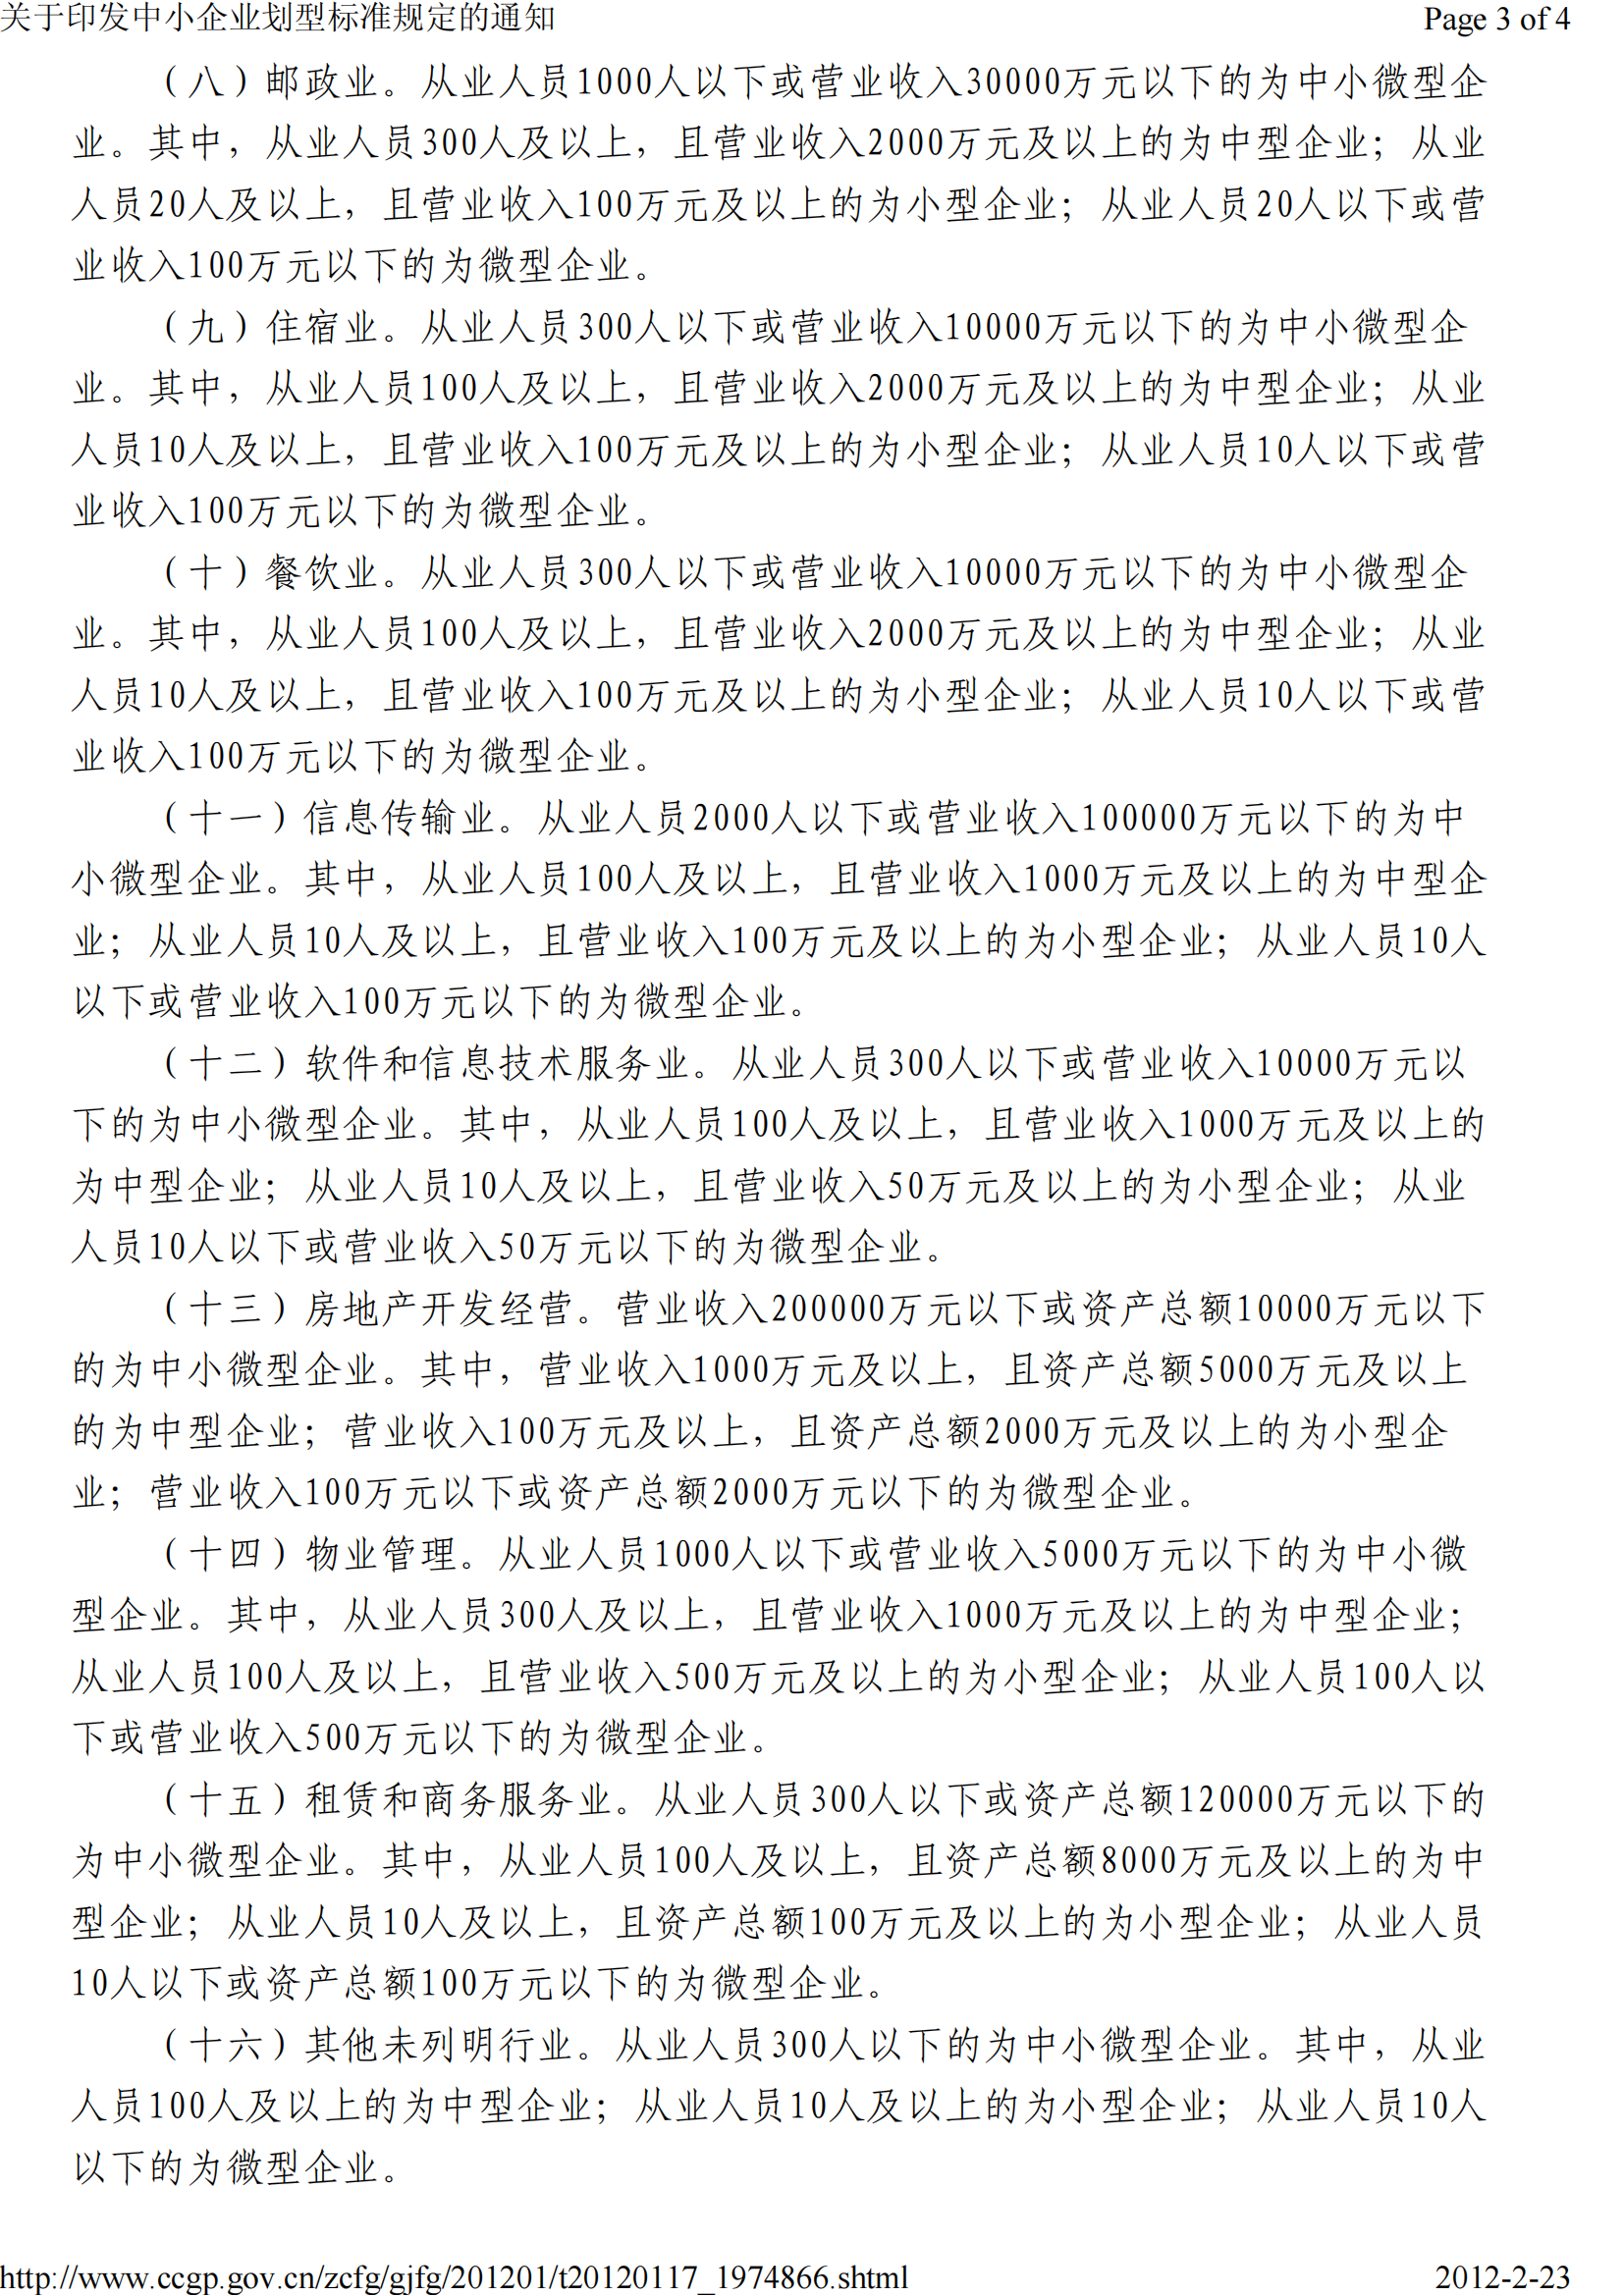 关于印发中小企业划型标准规定的通知 Page 3 of 4
（八）邮政业。从业人员1000人以下或营业收入30000万元以下的为中小微型企
业。其中，从业人员300人及以上，且营业收入2000万元及以上的为中型企业；从业
人员20人及以上，且营业收入100万元及以上的为小型企业；从业人员20人以下或营
业收入100万元以下的为微型企业。
（九）住宿业。从业人员300人以下或营业收入10000万元以下的为中小微型企
业。其中，从业人员100人及以上，且营业收入2000万元及以上的为中型企业；从业
人员10人及以上，且营业收入100万元及以上的为小型企业；从业人员10人以下或营
业收入100万元以下的为微型企业。
（十）餐饮业。从业人员300人以下或营业收入10000万元以下的为中小微型企
业。其中，从业人员100人及以上，且营业收入2000万元及以上的为中型企业；从业
人员10人及以上，且营业收入100万元及以上的为小型企业；从业人员10人以下或营
业收入100万元以下的为微型企业。
（十一）信息传输业。从业人员2000人以下或营业收入100000万元以下的为中
小微型企业。其中，从业人员100人及以上，且营业收入1000万元及以上的为中型企
业；从业人员10人及以上，且营业收入100万元及以上的为小型企业；从业人员10人
以下或营业收入100万元以下的为微型企业。
（十二）软件和信息技术服务业。从业人员300人以下或营业收入10000万元以
下的为中小微型企业。其中，从业人员100人及以上，且营业收入1000万元及以上的
为中型企业；从业人员10人及以上，且营业收入50万元及以上的为小型企业；从业
人员10人以下或营业收入50万元以下的为微型企业。
（十三）房地产开发经营。营业收入200000万元以下或资产总额10000万元以下
的为中小微型企业。其中，营业收入1000万元及以上，且资产总额5000万元及以上
的为中型企业；营业收入100万元及以上，且资产总额2000万元及以上的为小型企
业；营业收入100万元以下或资产总额2000万元以下的为微型企业。
（十四）物业管理。从业人员1000人以下或营业收入5000万元以下的为中小微
型企业。其中，从业人员300人及以上，且营业收入1000万元及以上的为中型企业；
从业人员100人及以上，且营业收入500万元及以上的为小型企业；从业人员100人以
下或营业收入500万元以下的为微型企业。
（十五）租赁和商务服务业。从业人员300人以下或资产总额120000万元以下的
为中小微型企业。其中，从业人员100人及以上，且资产总额8000万元及以上的为中
型企业；从业人员10人及以上，且资产总额100万元及以上的为小型企业；从业人员
10人以下或资产总额100万元以下的为微型企业。
（十六）其他未列明行业。从业人员300人以下的为中小微型企业。其中，从业
人员100人及以上的为中型企业；从业人员10人及以上的为小型企业；从业人员10人
以下的为微型企业。
http://www.ccgp.gov.cn/zcfg/gjfg/201201/t20120117_1974866.shtml 2012-2-23